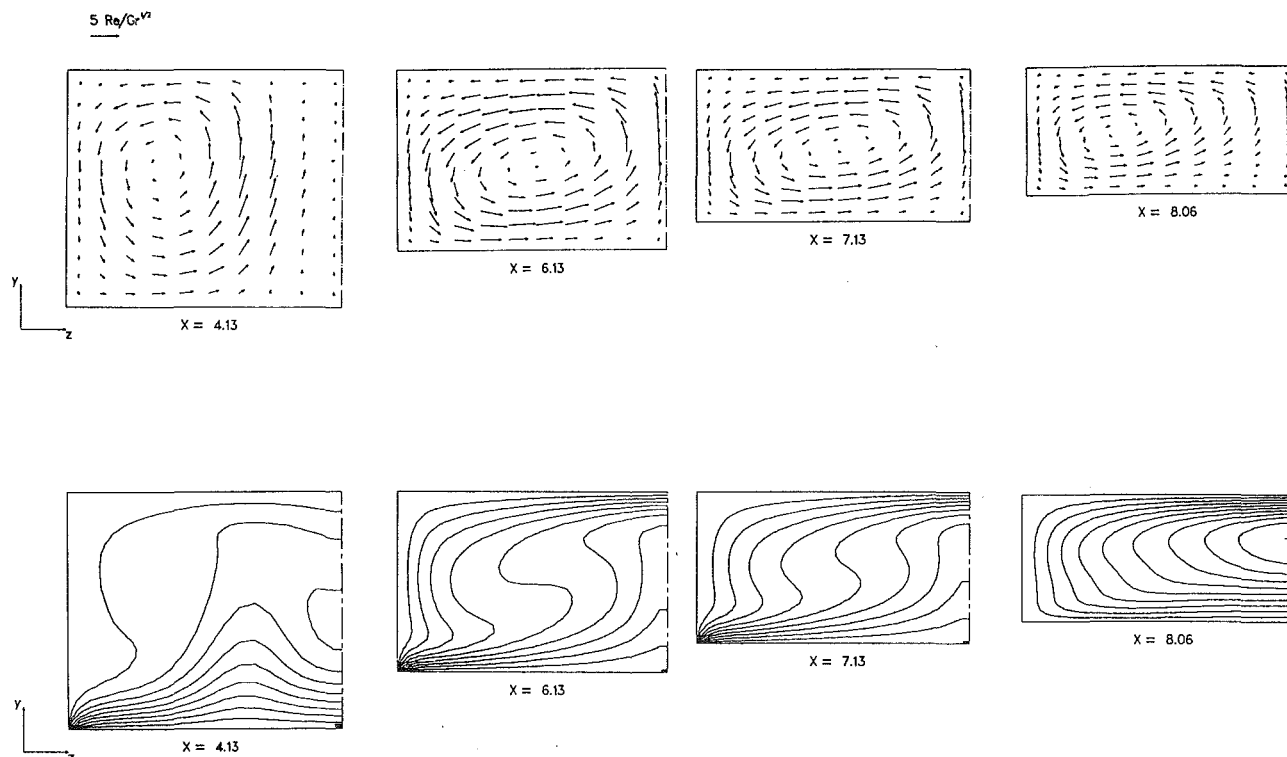 5 Re/Gr^1/2
X = 4.13
X = 6.13
X = 7.13
X = 8.06
y
z
X = 4.13
X = 6.13
X = 7.13
X = 8.06
y
z